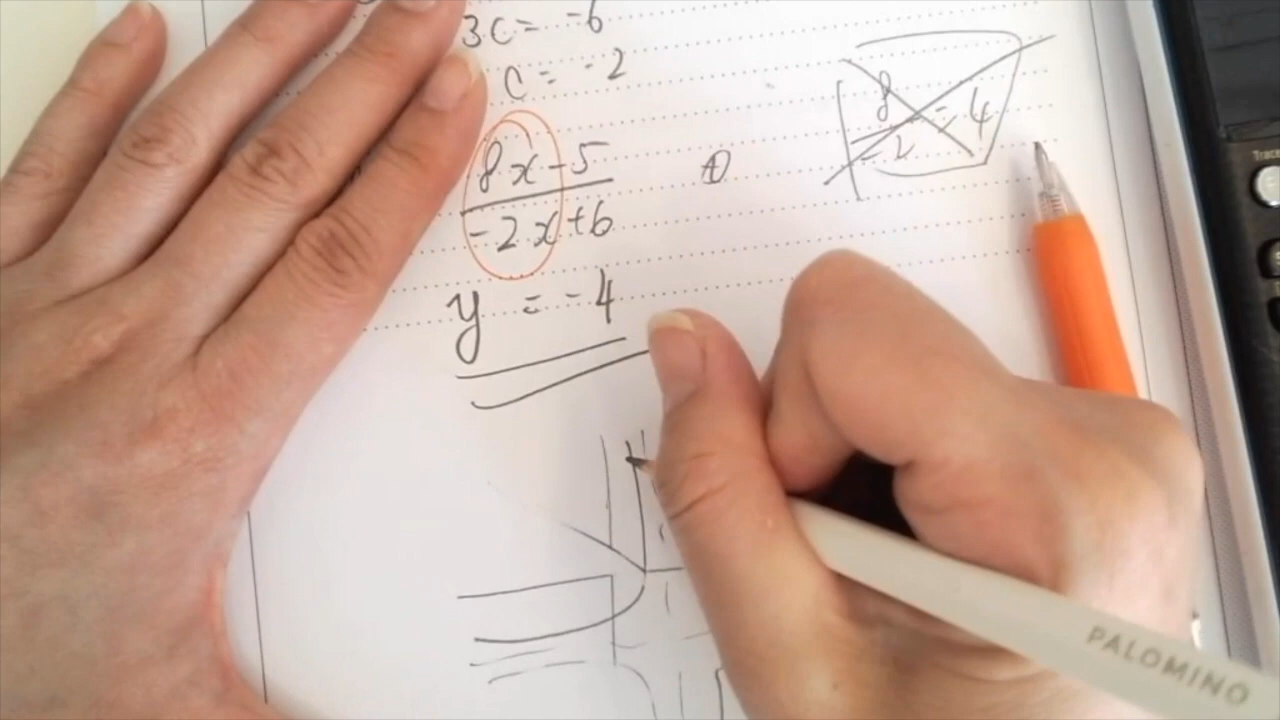 3c = -6
c = -2
8x - 5
-2x + 6
y = -4
8
-2
= 4
PALOMINO